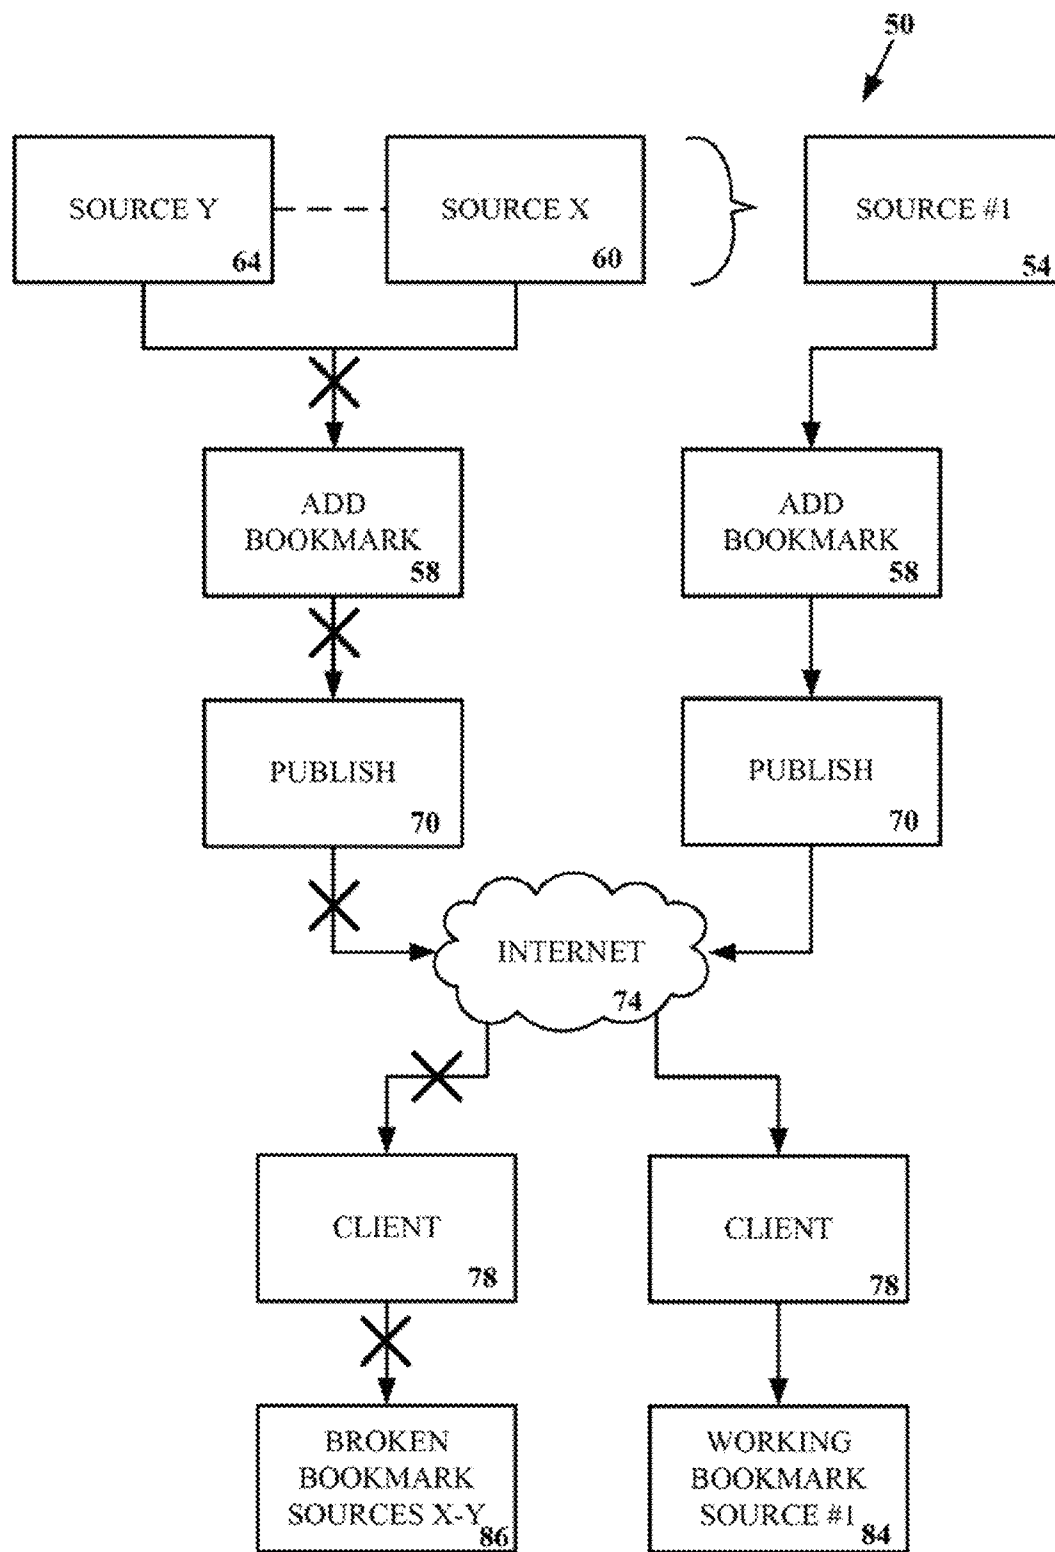 50
SOURCE Y
64
SOURCE X
60
SOURCE #1
54
ADD
BOOKMARK
58
ADD
BOOKMARK
58
PUBLISH
70
PUBLISH
70
INTERNET
74
CLIENT
78
CLIENT
78
BROKEN
BOOKMARK
SOURCES X-Y
86
WORKING
BOOKMARK
SOURCE #1
84